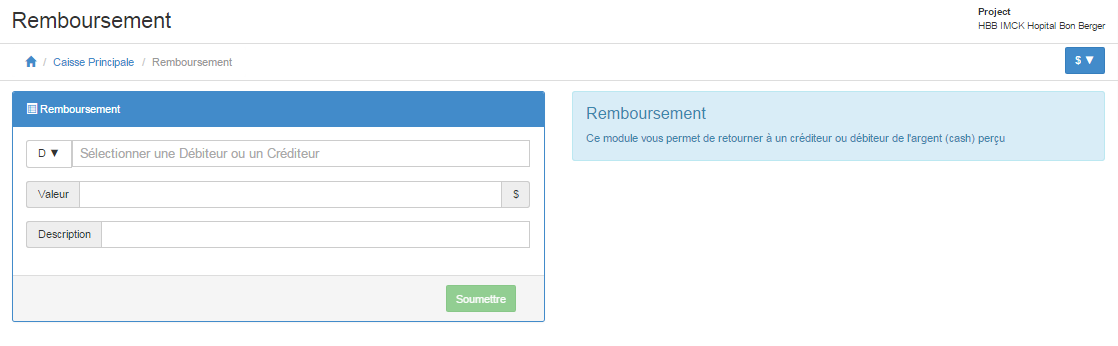 Remboursement
Project
HBB IMCK Hopital Bon Berger
/ Caisse Principale / Remboursement
$ ▼
Remboursement
D ▼ Sélectionner une Débiteur ou un Créditeur
Valeur $
Description
Soumettre
Remboursement
Ce module vous permet de retourner à un créditeur ou débiteur de l'argent (cash) perçu